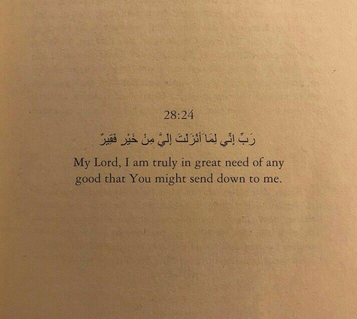 28:24
رَبِّ إِنِّي لِمَا أَنْزَلْتَ إِلَيَّ مِنْ خَيْرٍ فَقِيرٌ
My Lord, I am truly in great need of any
good that You might send down to me.